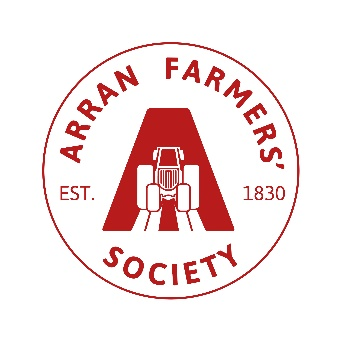 ARRAN FARMERS'
EST. 1830
SOCIETY